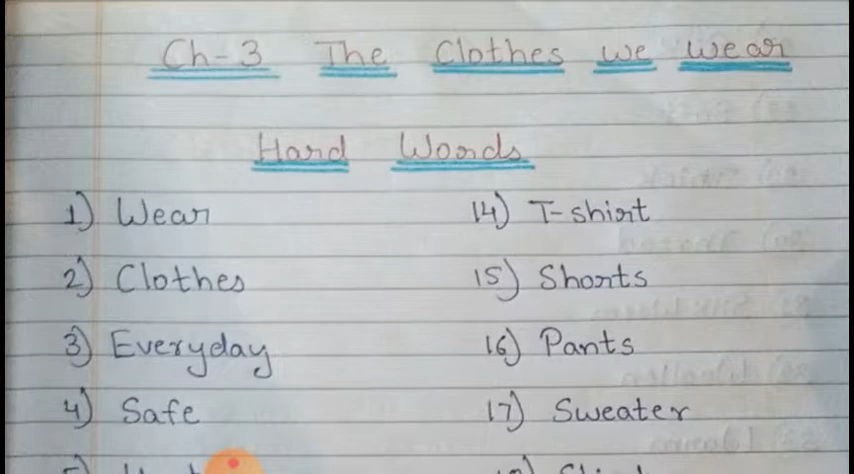 Ch-3 The Clothes we wear
Hard Words
1) Wear
2) Clothes
3) Everyday
4) Safe
14) T-shirt
15) Shorts
16) Pants
17) Sweater